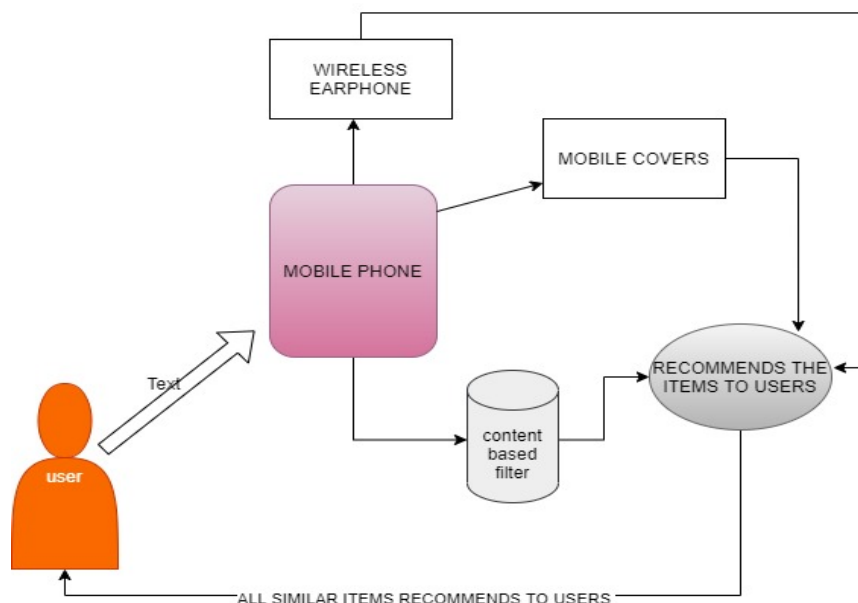 WIRELESS
EARPHONE
MOBILE COVERS
MOBILE PHONE
Text
RECOMMENDS THE
ITEMS TO USERS
content
based
filter
user
ALL SIMILAR ITEMS RECOMMENDS TO USERS